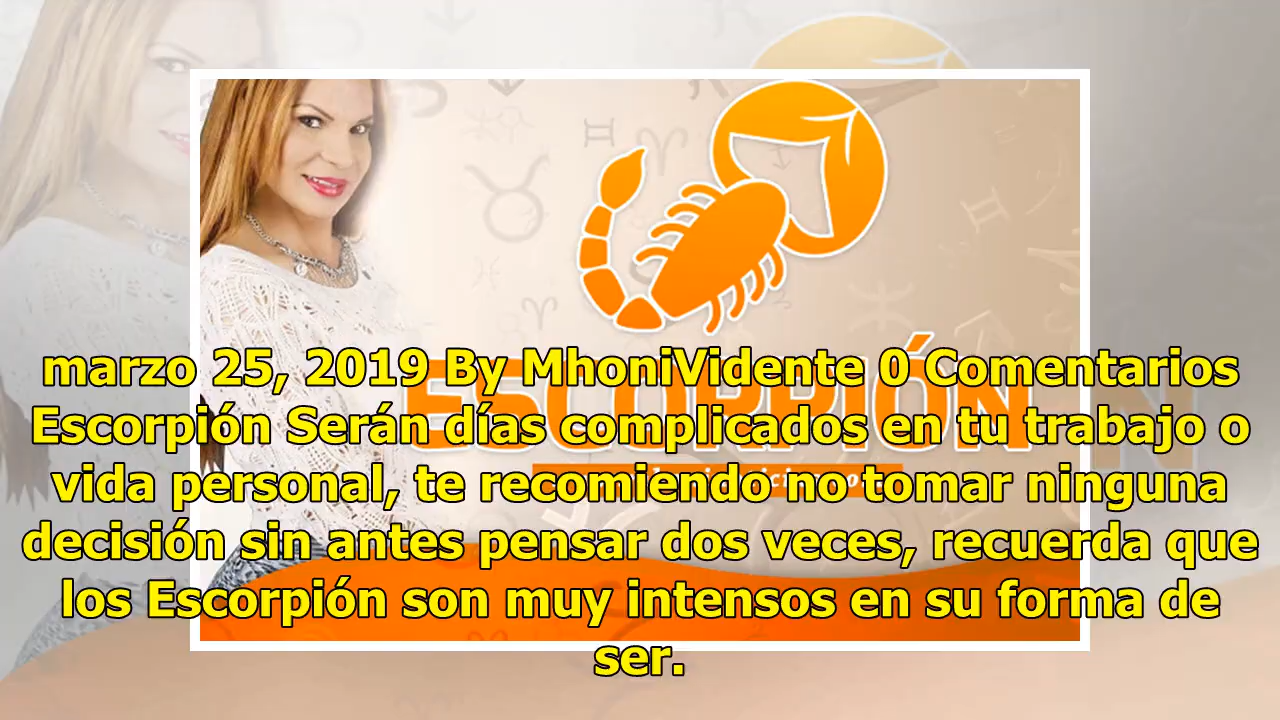 marzo 25, 2019 By MhoniVidente 0 Comentarios
Escorpión Serán días complicados en tu trabajo o
vida personal, te recomiendo no tomar ninguna
decisión sin antes pensar dos veces, recuerda que
los Escorpión son muy intensos en su forma de
ser.
ESCORPIÓN